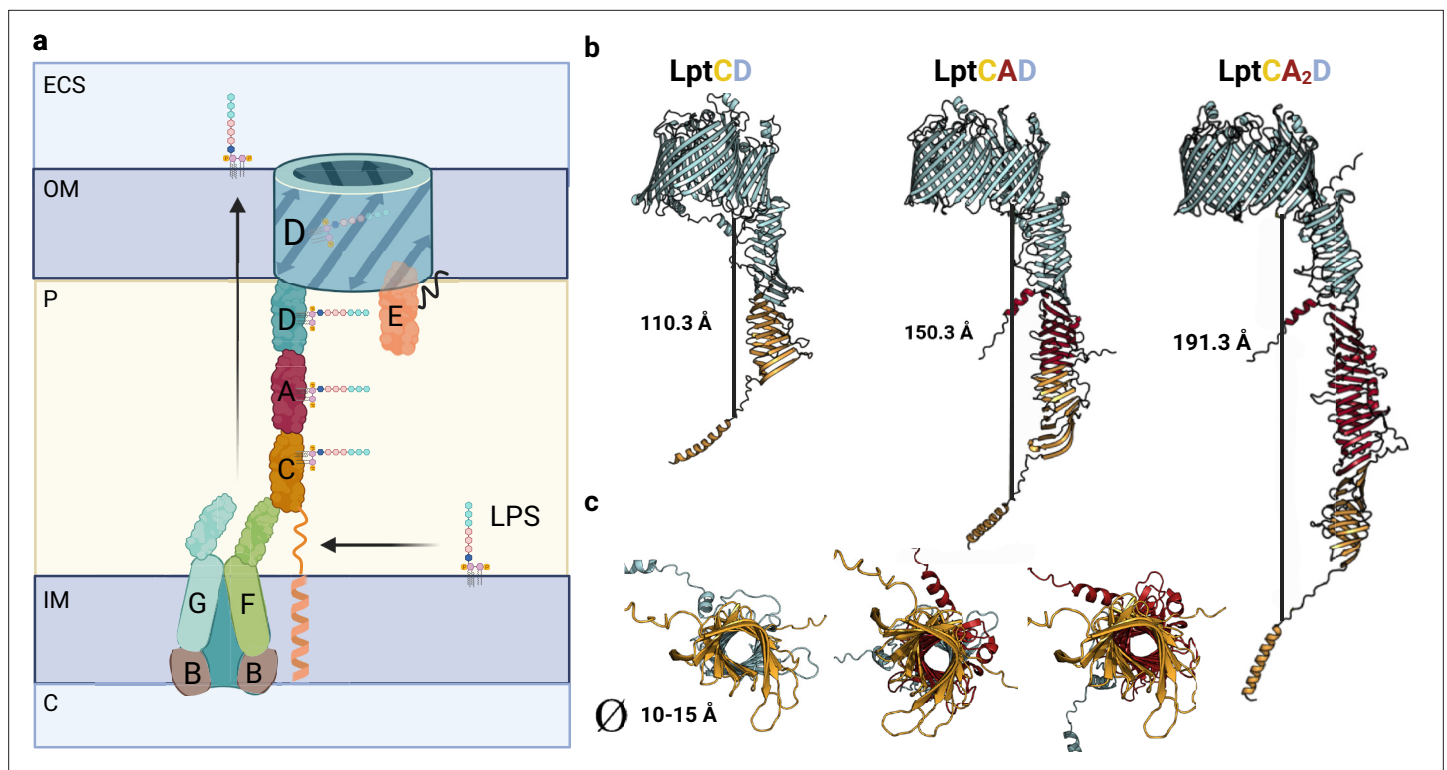 a
ECS
OM
D
P
D
E
A
C
LPS
IM
G
F
B
B
C
b
LptCD
LptCAD
LptCA₂D
110.3 Å
150.3 Å
191.3 Å
c
Ø 10-15 Å